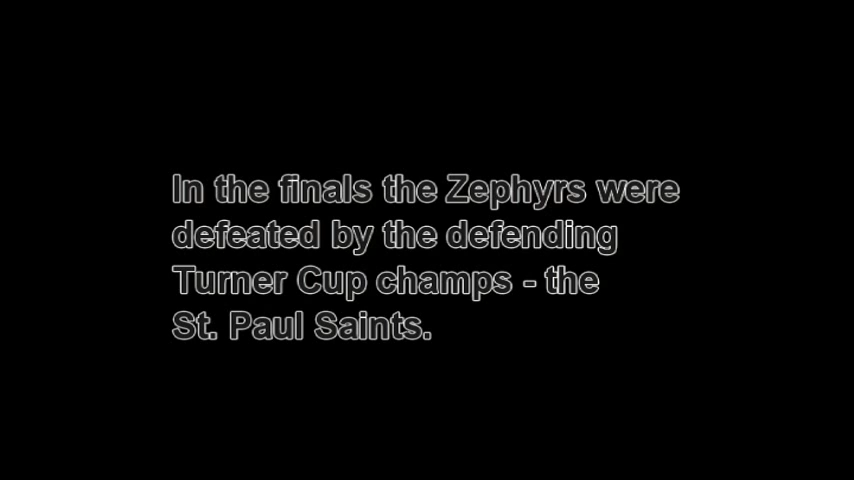 In the finals the Zephyrs were
defeated by the defending
Turner Cup champs - the
St. Paul Saints.